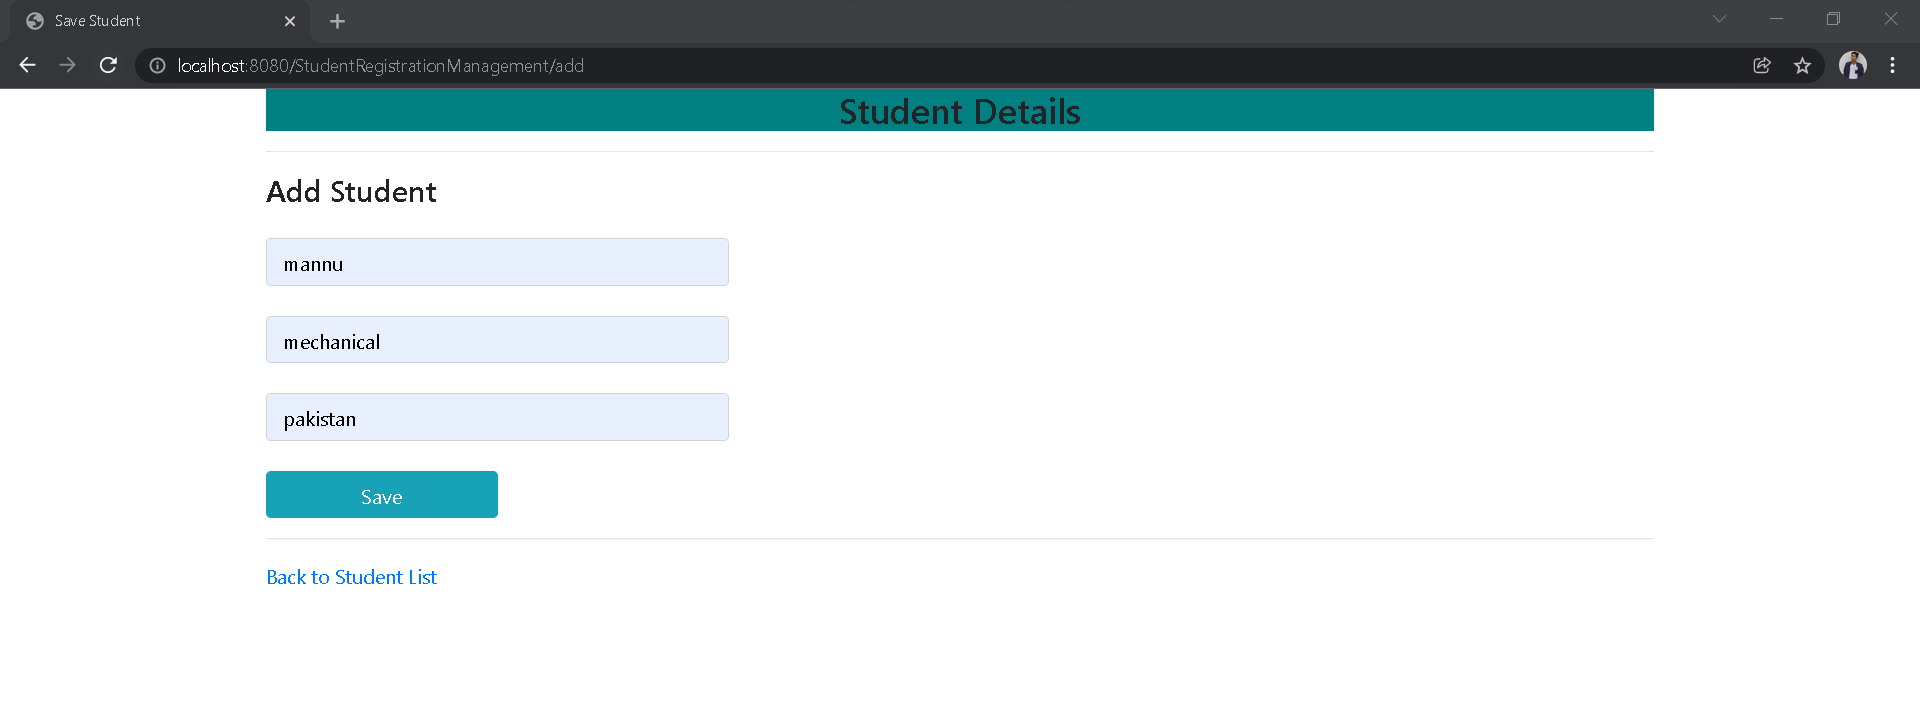 Save Student
localhost:8080/StudentRegistrationManagement/add
Student Details
Add Student
mannu
mechanical
pakistan
Save
Back to Student List